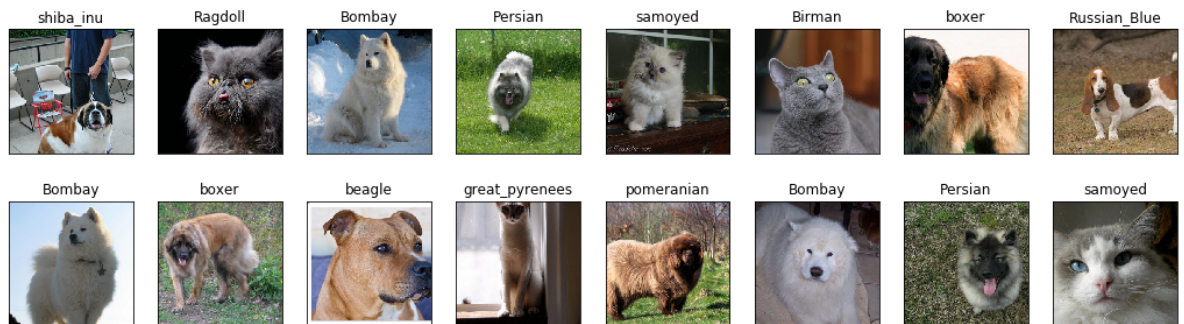 shiba_inu Ragdoll Bombay Persian samoyed Birman boxer Russian_Blue
Bombay boxer beagle great_pyrenees pomeranian Bombay Persian samoyed